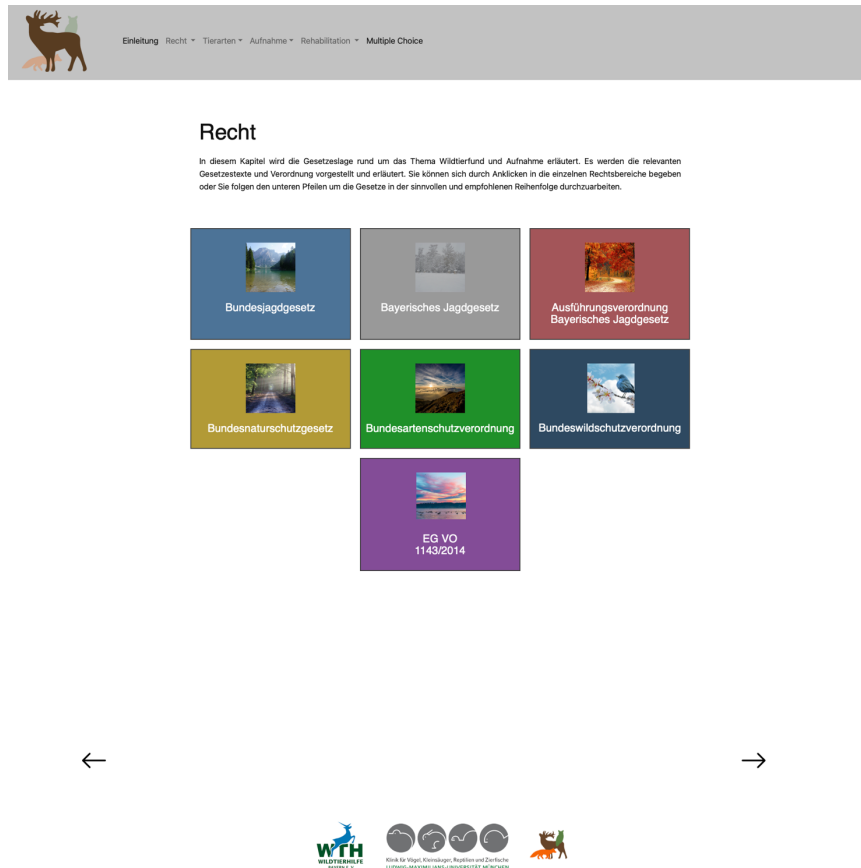 Einleitung Recht Tierarten Aufnahme Rehabilitation Multiple Choice
Recht
In diesem Kapitel wird die Gesetzeslage rund um das Thema Wildtierfund und Aufnahme erläutert. Es werden die relevanten
Gesetzestexte und Verordnung vorgestellt und erläutert. Sie können sich durch Anklicken in die einzelnen Rechtsbereiche begeben
oder Sie folgen den unteren Pfeilen um die Gesetze in der sinnvollen und empfohlenen Reihenfolge durchzuarbeiten.
Bundesjagdgesetz
Bayerisches Jagdgesetz
Ausführungsverordnung
Bayerisches Jagdgesetz
Bundesnaturschutzgesetz
Bundesartenschutzverordnung
Bundeswildschutzverordnung
EG VO
1143/2014
WTH
WILDTIERHILFE
BAYERN E. V.
Klinik für Vögel, Kleinsäuger, Reptilien und Zierfische
LUDWIG-MAXIMILIANS-UNIVERSITÄT MÜNCHEN